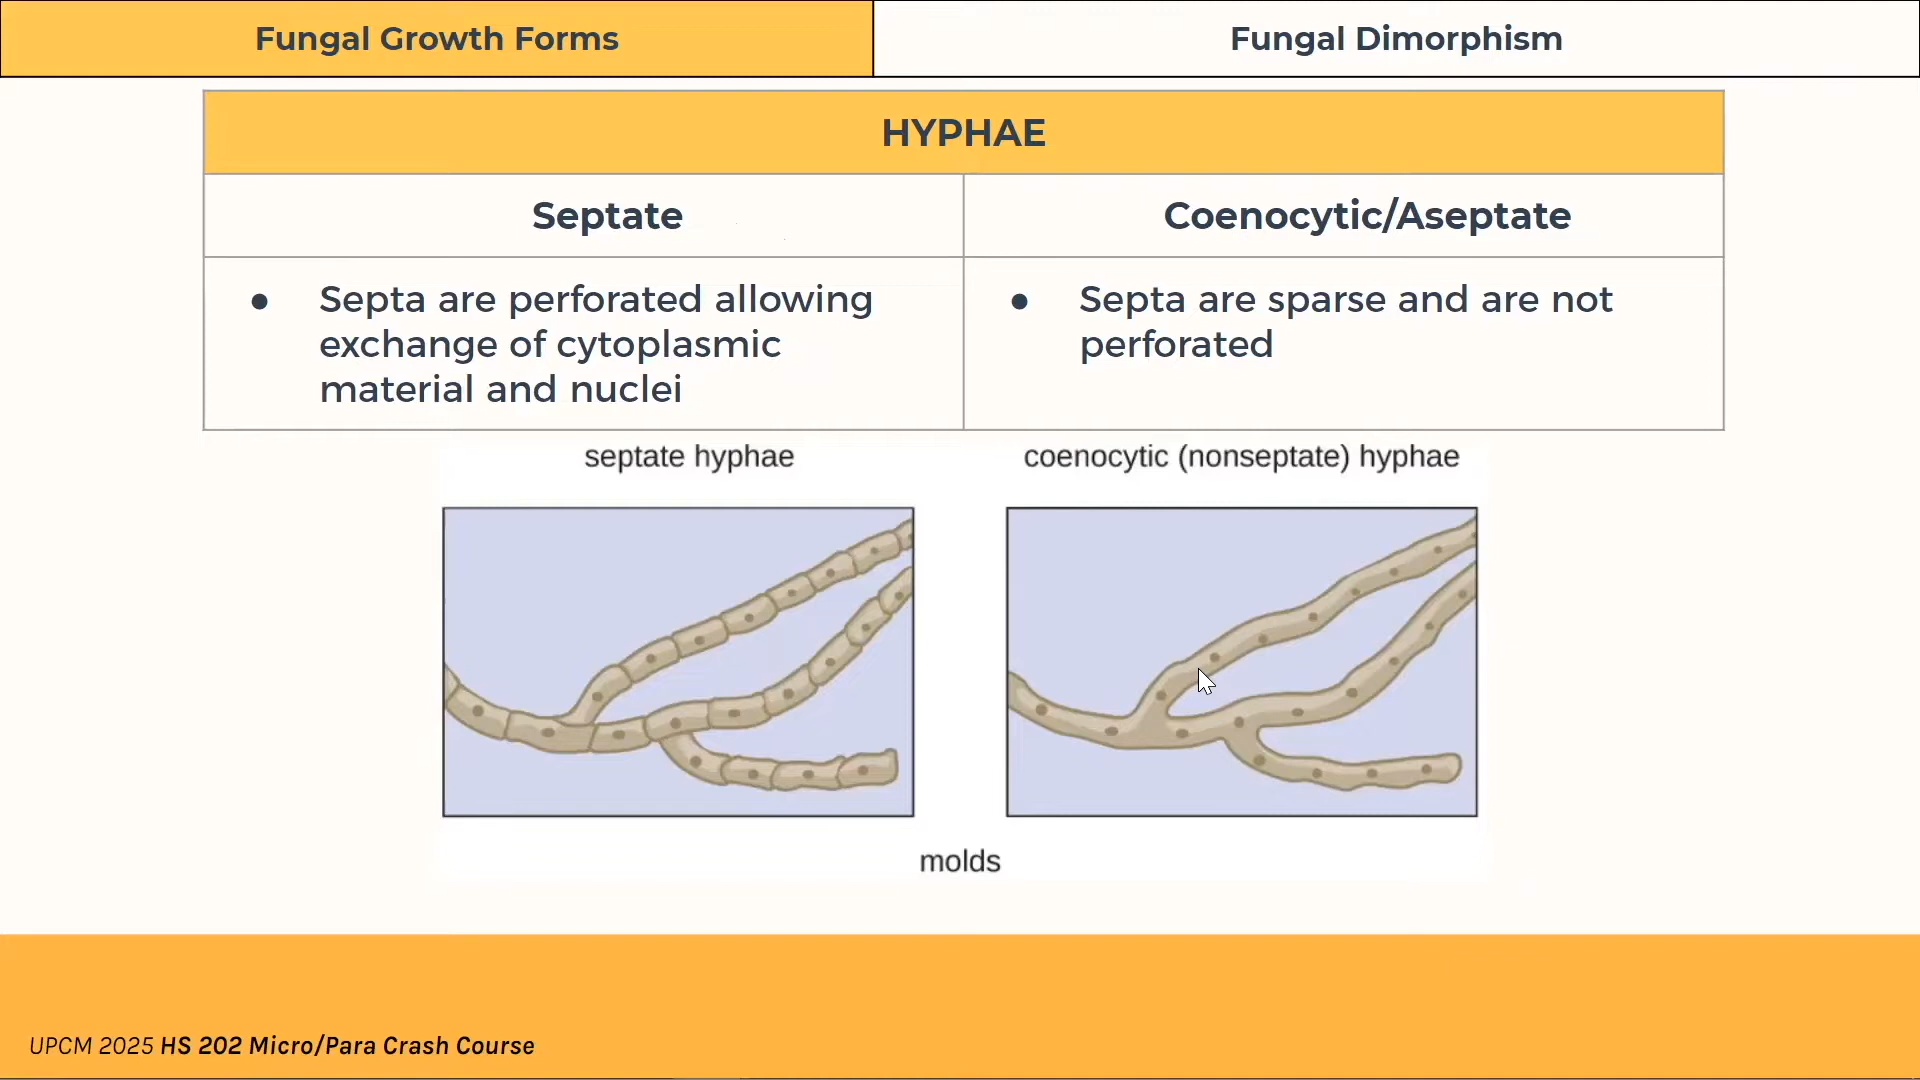 Fungal Growth Forms
Fungal Dimorphism
HYPHAE
Septate
Coenocytic/Aseptate
● Septa are perforated allowing
exchange of cytoplasmic
material and nuclei
● Septa are sparse and are not
perforated
septate hyphae
coenocytic (nonseptate) hyphae
molds
UPCM 2025 HS 202 Micro/Para Crash Course